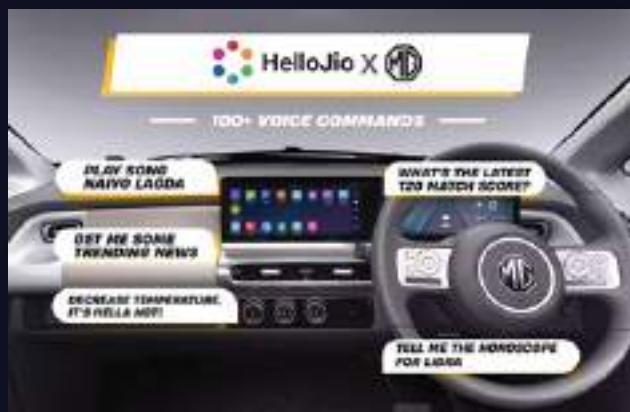 HelloJio X MG
100+ VOICE COMMANDS
PLAY SONG
NAIYO LAGDA
WHAT'S THE LATEST
T20 MATCH SCORE?
GET ME SOME
TRENDING NEWS
DECREASE TEMPERATURE,
IT'S HELLA HOT!
MG
TELL ME THE HOROSCOPE
FOR LIBRA